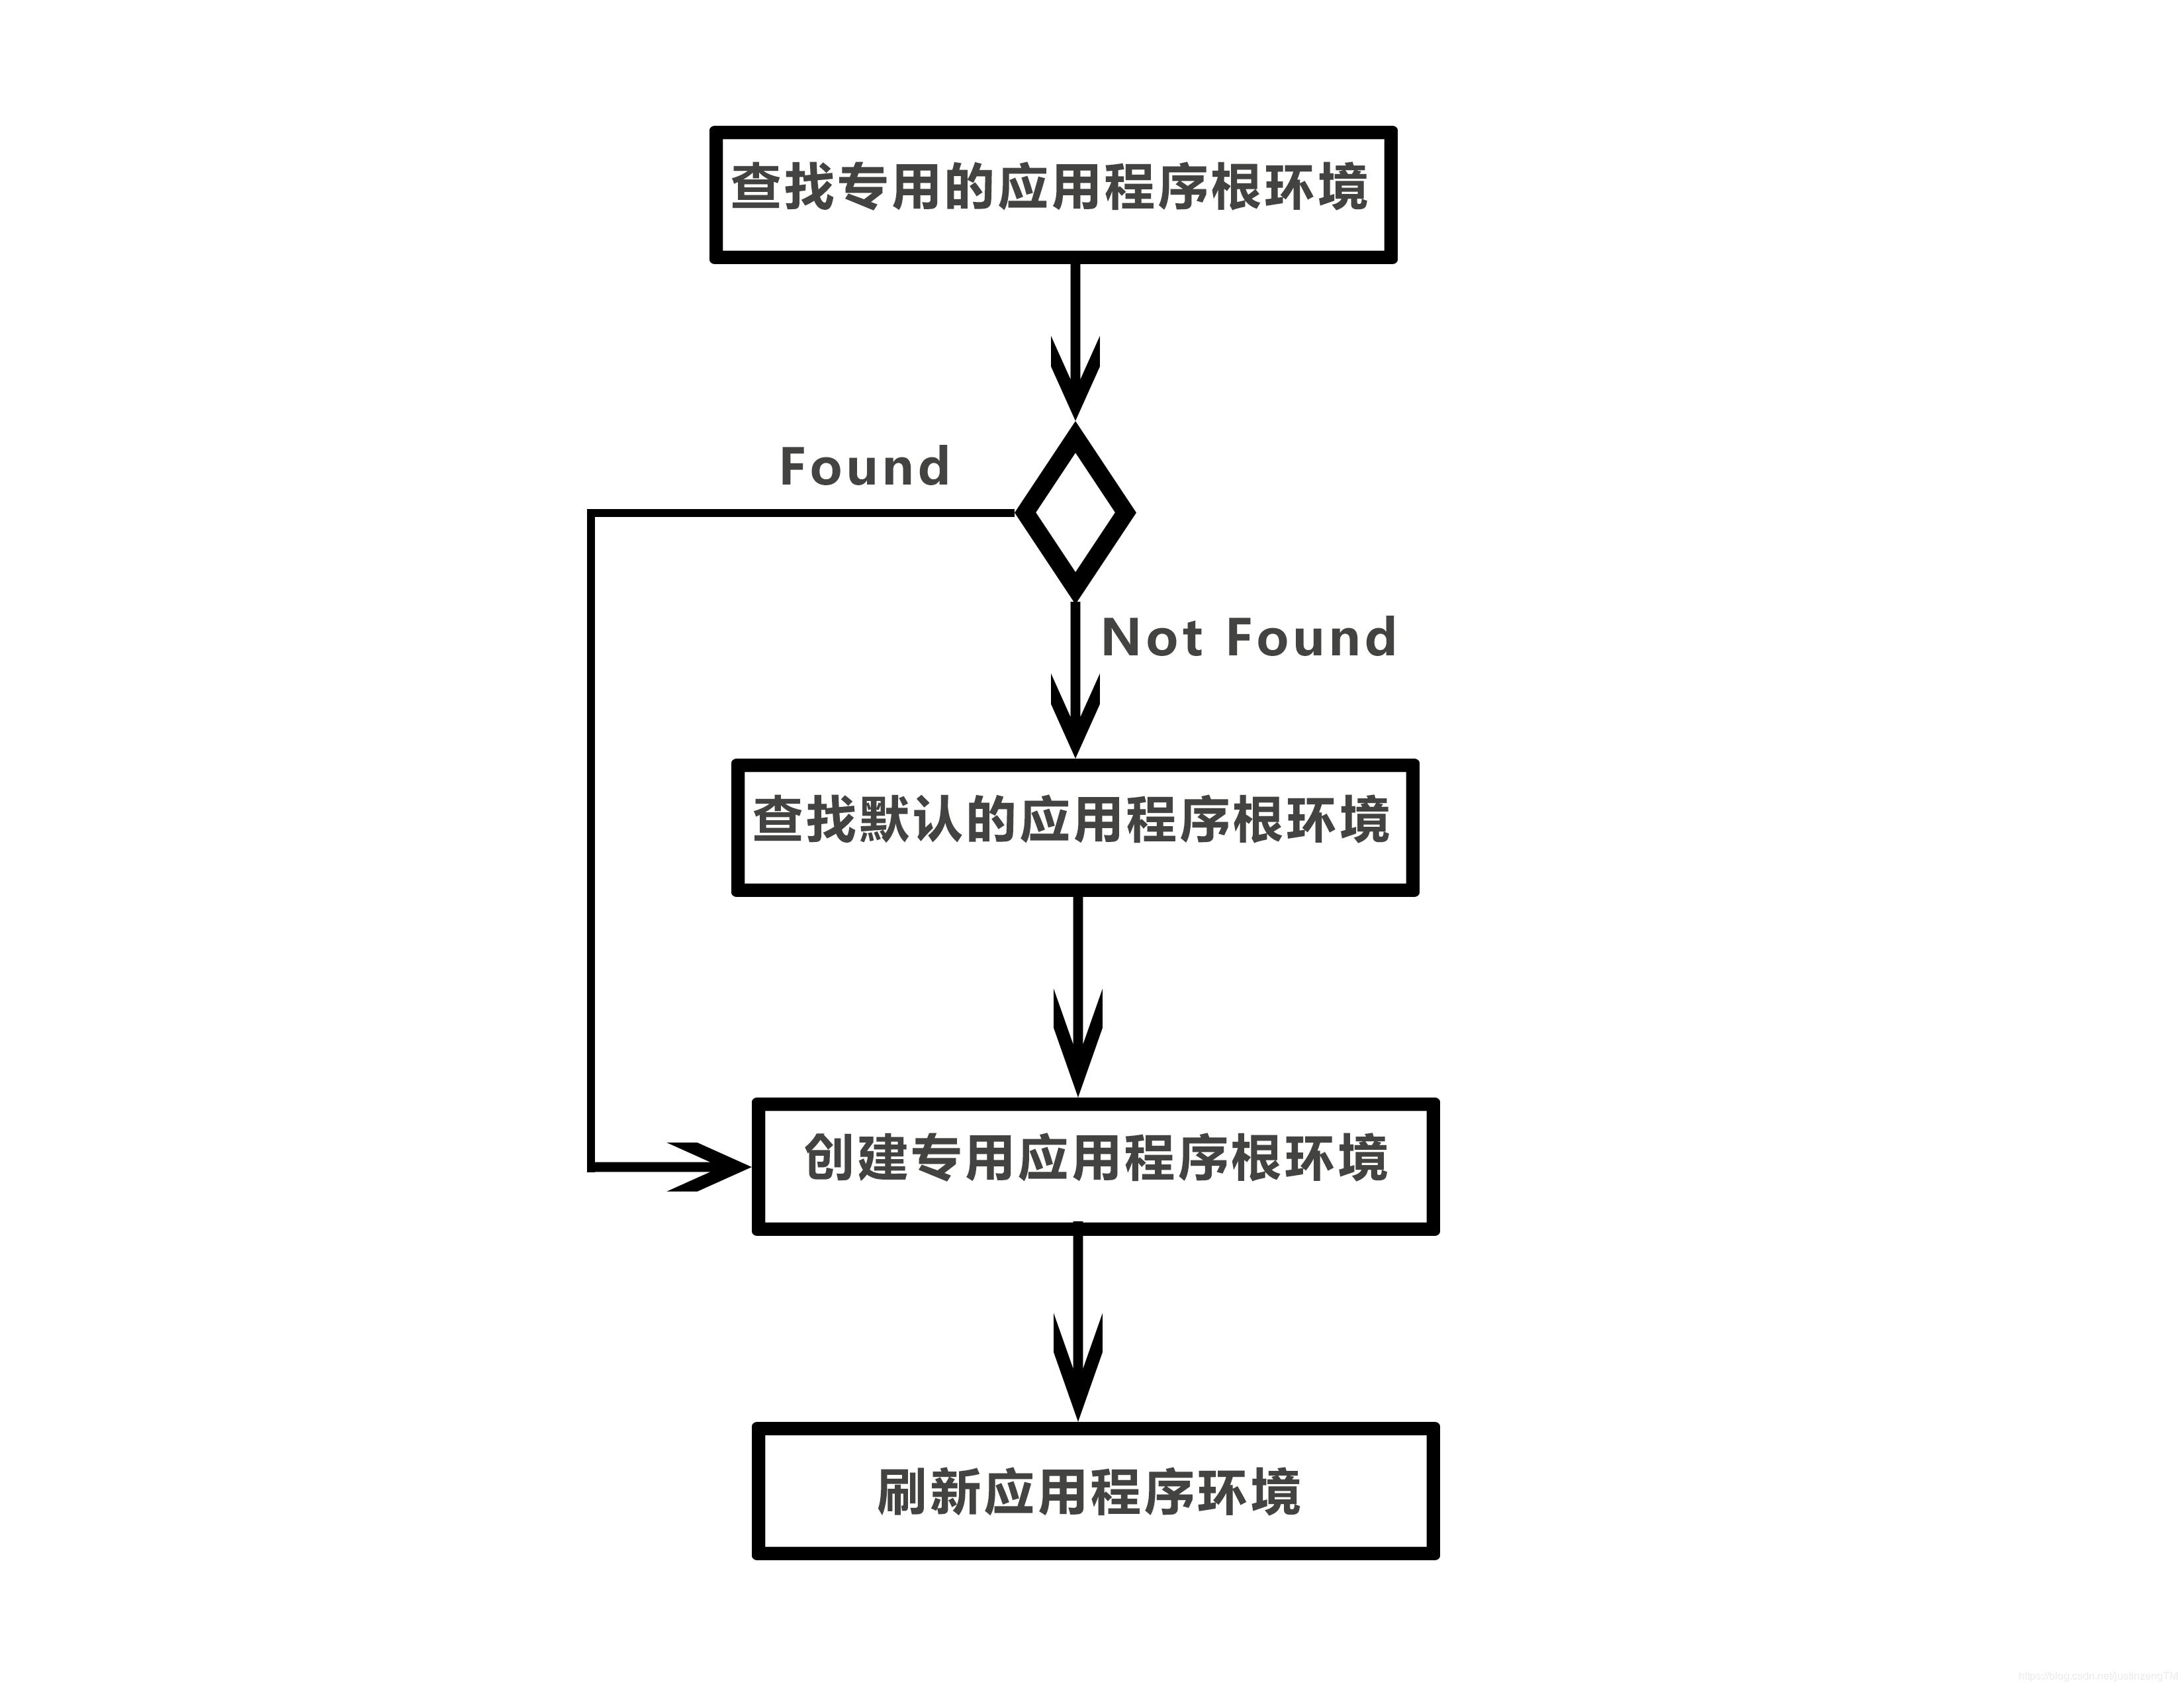 查找专用的应用程序根环境
Found
Not Found
查找默认的应用程序根环境
创建专用应用程序根环境
刷新应用程序环境
https://blog.csdn.net/justinzengTM